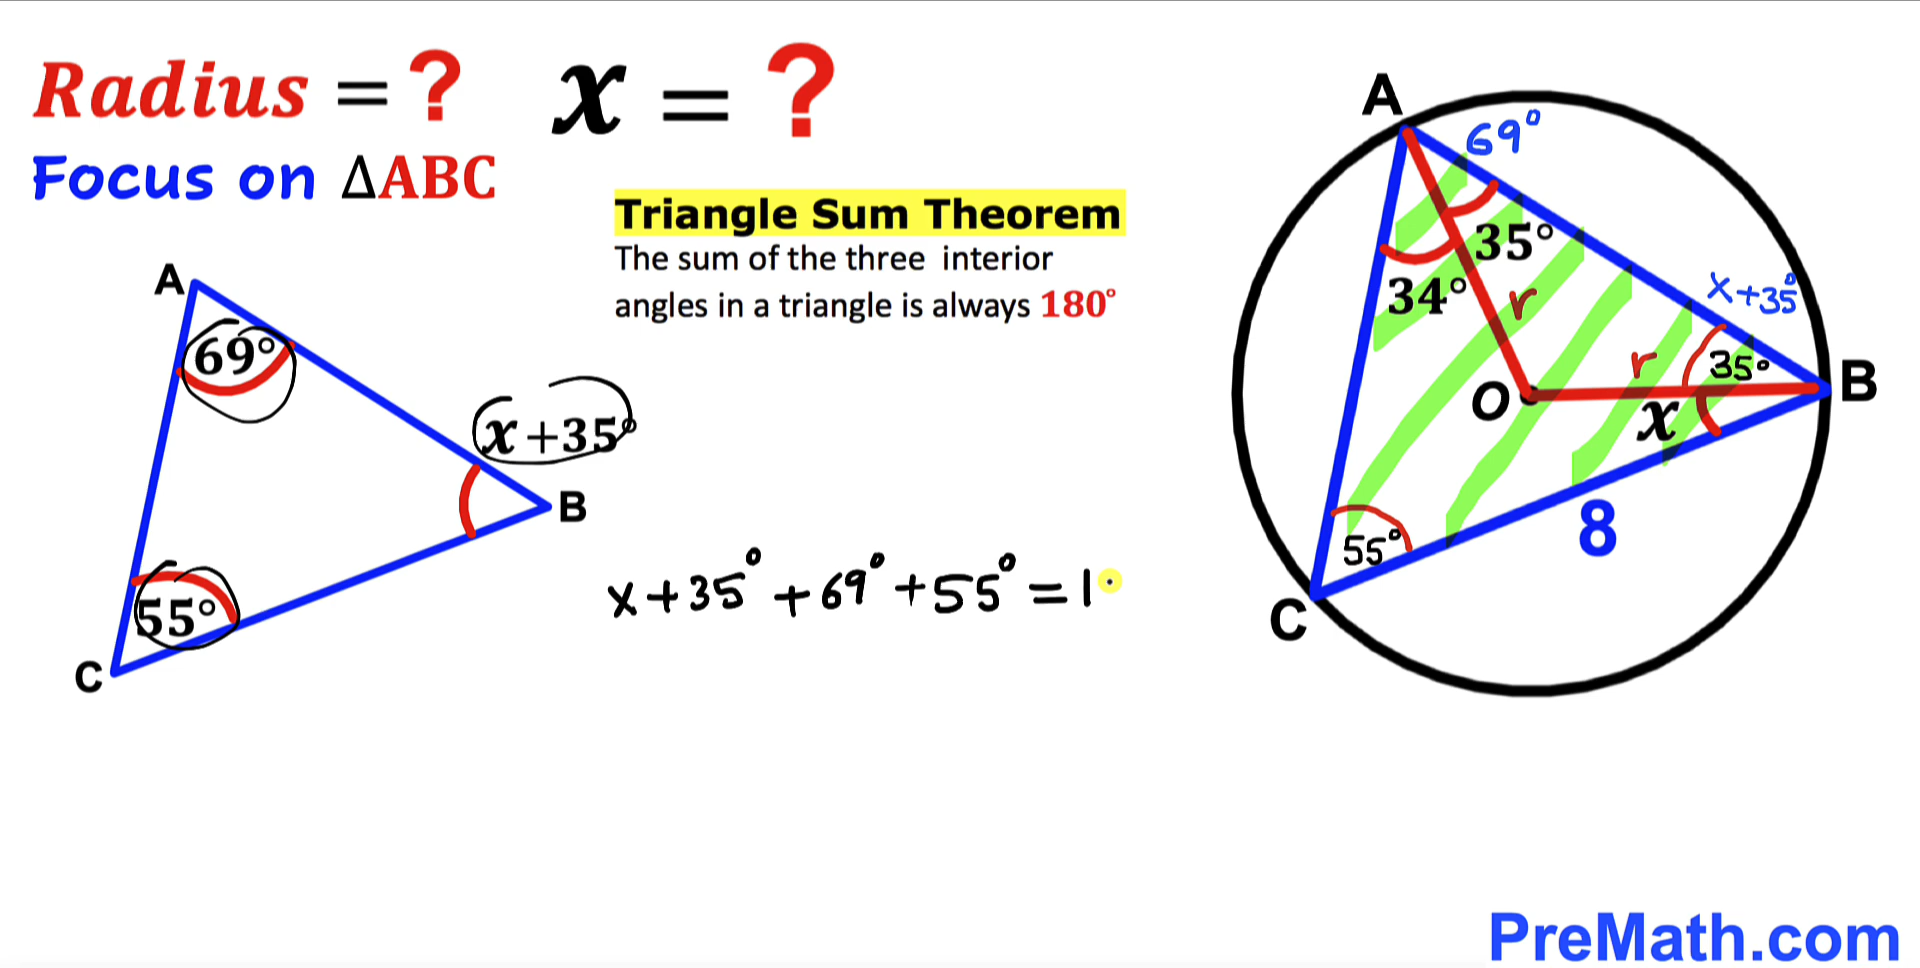 Radius = ? x = ?
Focus on ΔABC
Triangle Sum Theorem
The sum of the three interior
angles in a triangle is always 180°
A
69°
x+35°
B
55°
C
x+35°+69°+55°=1
A
69°
35°
34°
r
x+35°
r
35°
B
O
x
8
55°
C
PreMath.com